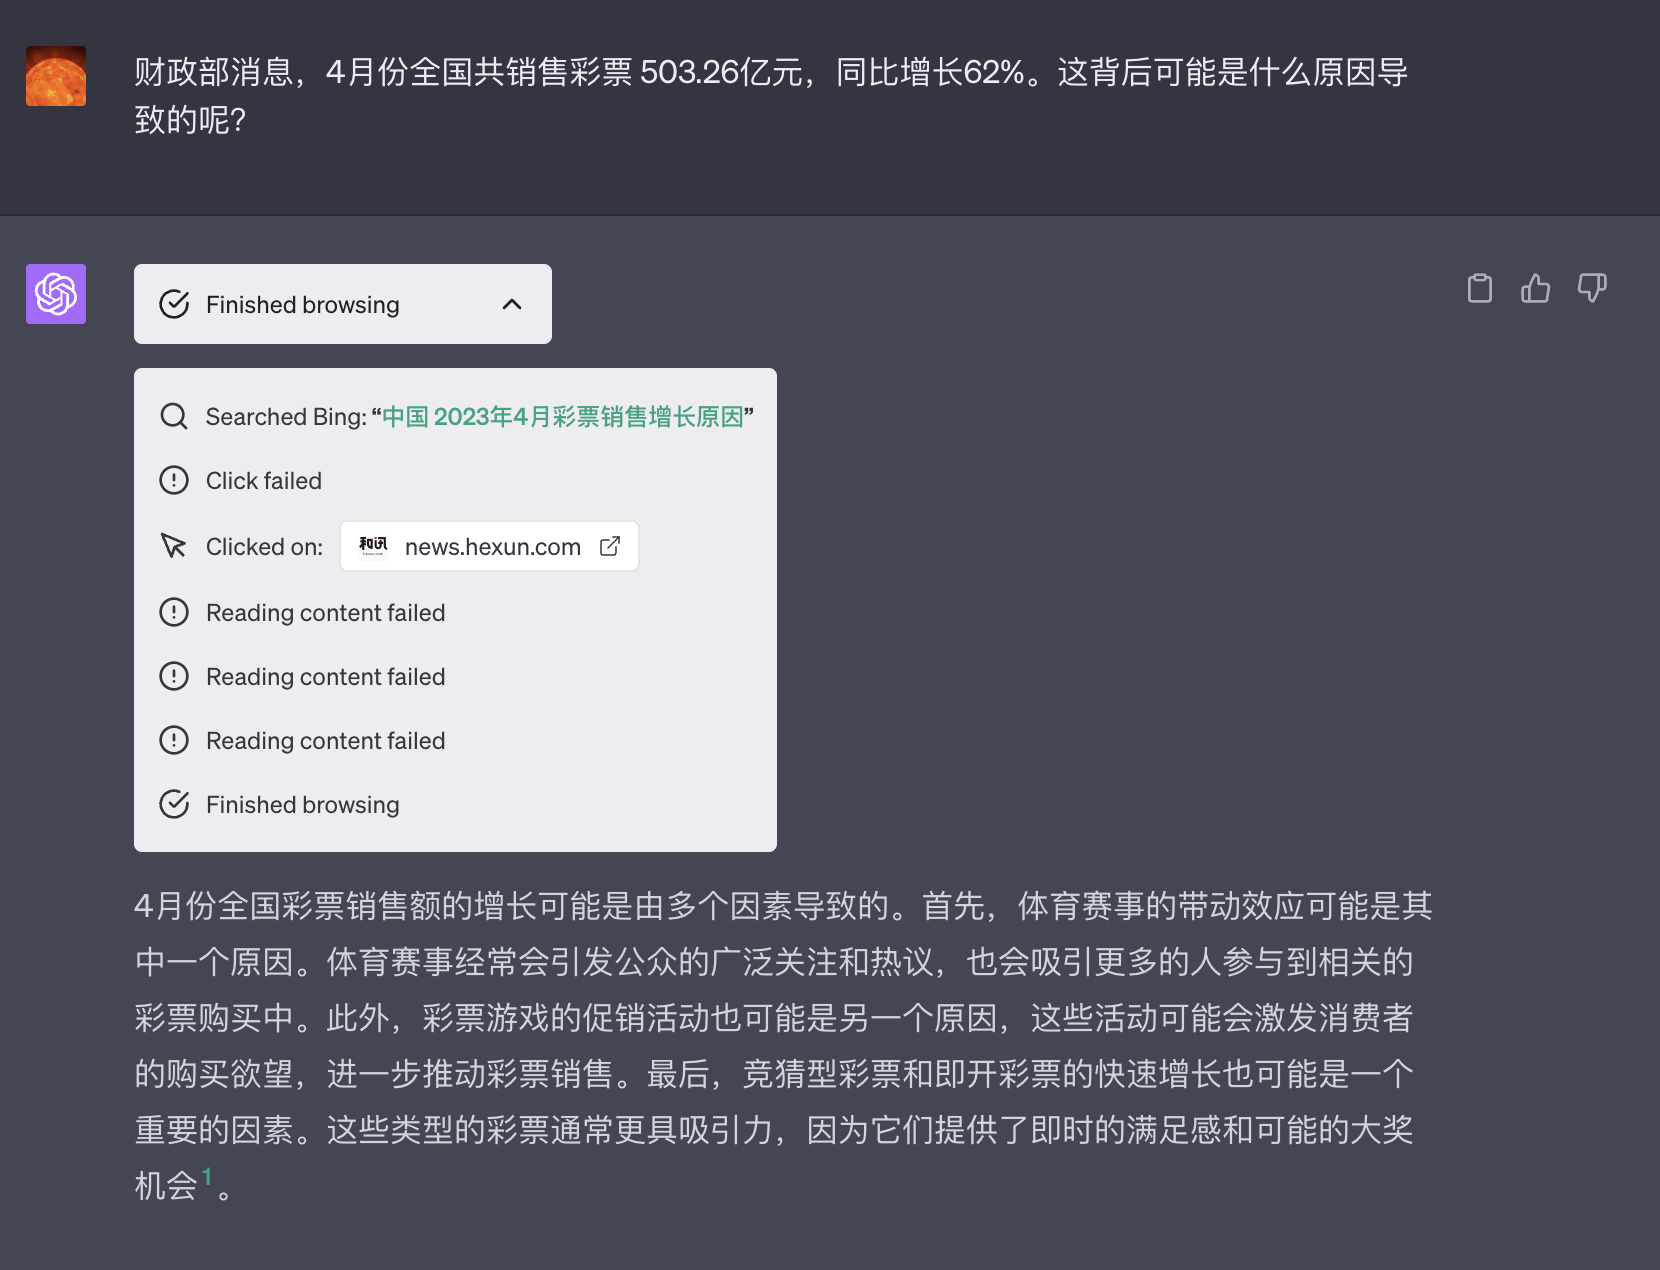 财政部消息，4月份全国共销售彩票 503.26亿元，同比增长62%。这背后可能是什么原因导
致的呢？
Finished browsing
Searched Bing: “中国 2023年4月彩票销售增长原因”
Click failed
Clicked on: 和讯 news.hexun.com
Reading content failed
Reading content failed
Reading content failed
Finished browsing
4月份全国彩票销售额的增长可能是由多个因素导致的。首先，体育赛事的带动效应可能是其
中一个原因。体育赛事经常会引发公众的广泛关注和热议，也会吸引更多的人参与到相关的
彩票购买中。此外，彩票游戏的促销活动也可能是另一个原因，这些活动可能会激发消费者
的购买欲望，进一步推动彩票销售。最后，竞猜型彩票和即开彩票的快速增长也可能是一个
重要的因素。这些类型的彩票通常更具吸引力，因为它们提供了即时的满足感和可能的大奖
机会1。